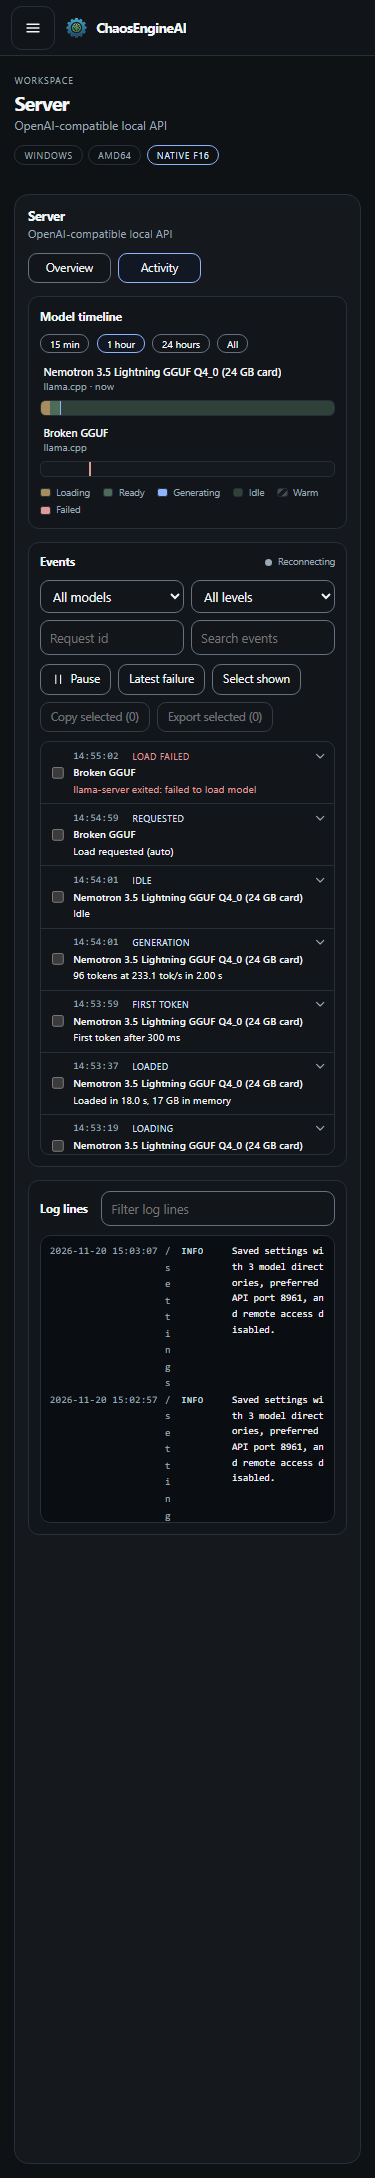 ChaosEngineAI
WORKSPACE
Server
OpenAI-compatible local API
WINDOWS AMD64 NATIVE F16
Server
OpenAI-compatible local API
Overview Activity
Model timeline
15 min 1 hour 24 hours All
Nemotron 3.5 Lightning GGUF Q4_0 (24 GB card)
llama.cpp · now
Broken GGUF
llama.cpp
Loading Ready Generating Idle Warm
Failed
Events Reconnecting
All models All levels
Request id Search events
Pause Latest failure Select shown
Copy selected (0) Export selected (0)
14:55:02 LOAD FAILED
Broken GGUF
llama-server exited: failed to load model
14:54:59 REQUESTED
Broken GGUF
Load requested (auto)
14:54:01 IDLE
Nemotron 3.5 Lightning GGUF Q4_0 (24 GB card)
Idle
14:54:01 GENERATION
Nemotron 3.5 Lightning GGUF Q4_0 (24 GB card)
96 tokens at 233.1 tok/s in 2.00 s
14:53:59 FIRST TOKEN
Nemotron 3.5 Lightning GGUF Q4_0 (24 GB card)
First token after 300 ms
14:53:37 LOADED
Nemotron 3.5 Lightning GGUF Q4_0 (24 GB card)
Loaded in 18.0 s, 17 GB in memory
14:53:19 LOADING
Nemotron 3.5 Lightning GGUF Q4_0 (24 GB card)
Log lines Filter log lines
2026-11-20 15:03:07 / INFO Saved settings wi
s th 3 model direct
e ories, preferred
t API port 8961, an
t d remote access d
i isabled.
n
g
s
2026-11-20 15:02:57 / INFO Saved settings wi
s th 3 model direct
e ories, preferred
t API port 8961, an
t d remote access d
i isabled.
n
g